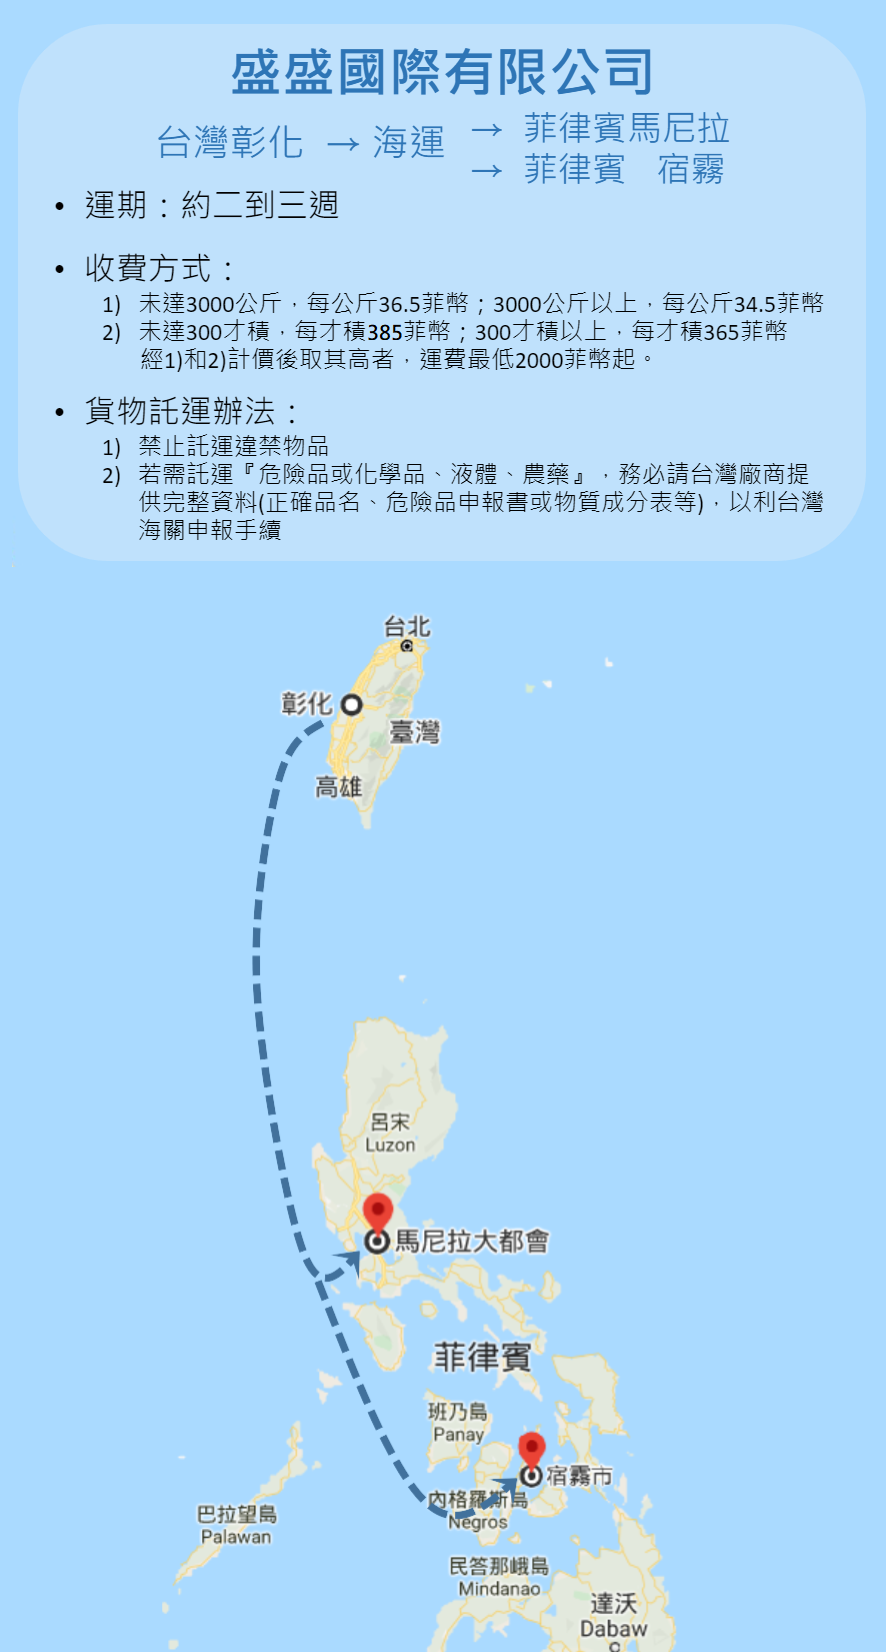 盛盛國際有限公司
台灣彰化 → 海運 → 菲律賓馬尼拉
→ 菲律賓 宿霧
• 運期：約二到三週
• 收費方式：
1) 未達3000公斤，每公斤36.5菲幣；3000公斤以上，每公斤34.5菲幣
2) 未達300才積，每才積385菲幣；300才積以上，每才積365菲幣
經1)和2)計價後取其高者，運費最低2000菲幣起。
• 貨物託運辦法：
1) 禁止託運違禁物品
2) 若需託運『危險品或化學品、液體、農藥』，務必請台灣廠商提
供完整資料(正確品名、危險品申報書或物質成分表等)，以利台灣
海關申報手續
台北
彰化
臺灣
高雄
呂宋
Luzon
馬尼拉大都會
菲律賓
班乃島
Panay
宿霧市
內格羅斯島
Negros
巴拉望島
Palawan
民答那峨島
Mindanao
達沃
Dabaw